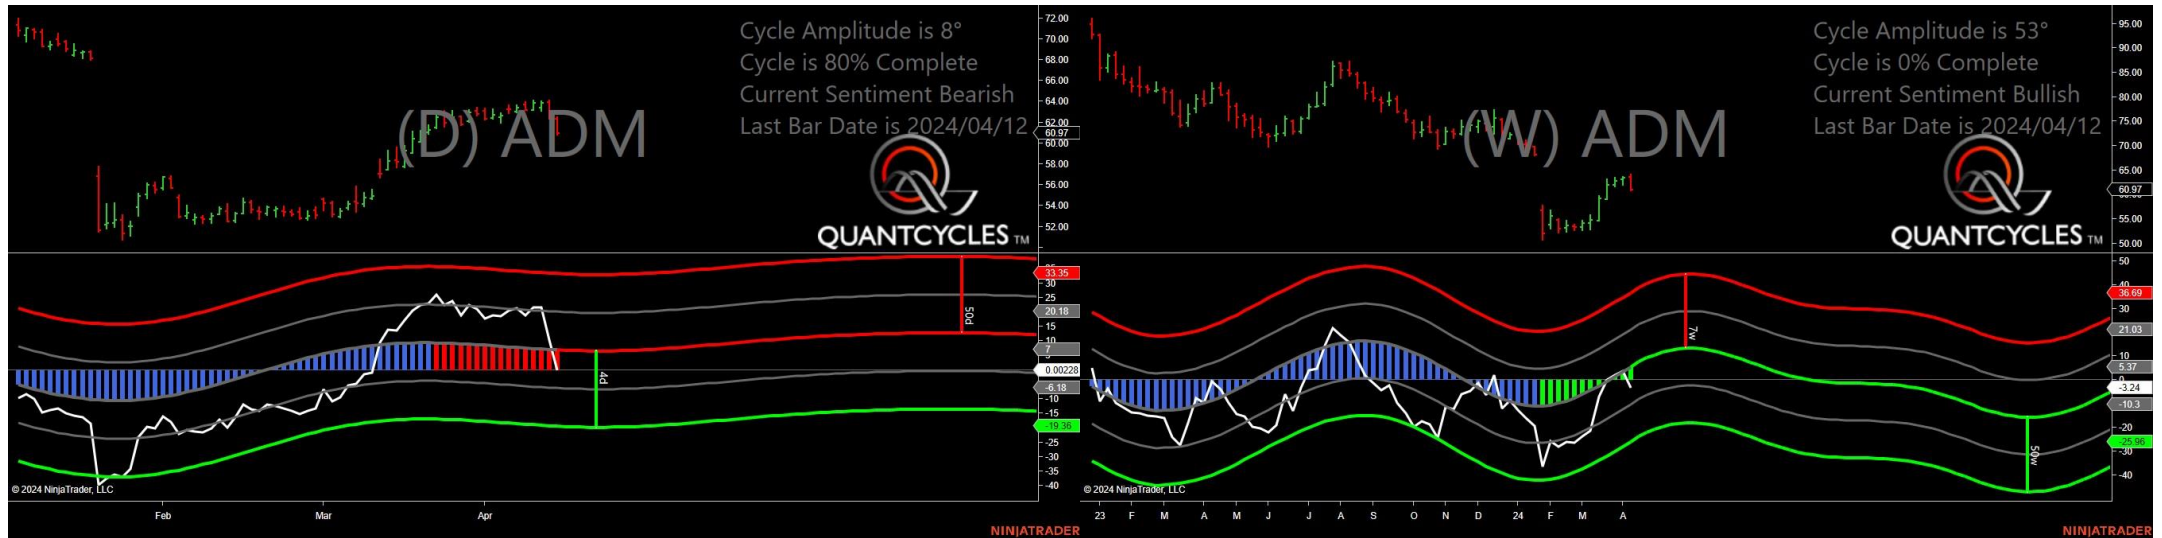 Cycle Amplitude is 8°
Cycle is 80% Complete
Current Sentiment Bearish
Last Bar Date is 2024/04/12
(D) ADM
QUANTCYCLES TM
72.00
70.00
68.00
66.00
64.00
62.00
60.97
60.00
58.00
56.00
54.00
52.00
33.35
30
25
20.18
15
10
7
0.00228
-6.18
-10
-15
-19.36
-25
-30
-35
-40
50d
4d
© 2024 NinjaTrader, LLC
Feb Mar Apr
NINJATRADER
Cycle Amplitude is 53°
Cycle is 0% Complete
Current Sentiment Bullish
Last Bar Date is 2024/04/12
(W) ADM
QUANTCYCLES TM
95.00
90.00
85.00
80.00
75.00
70.00
65.00
60.97
55.00
50.00
50
36.69
30
21.03
10
5.37
-3.24
-10.3
-20
-25.96
-30
-40
7w
50w
© 2024 NinjaTrader, LLC
23 F M A M J J A S O N D 24 F M A
NINJATRADER